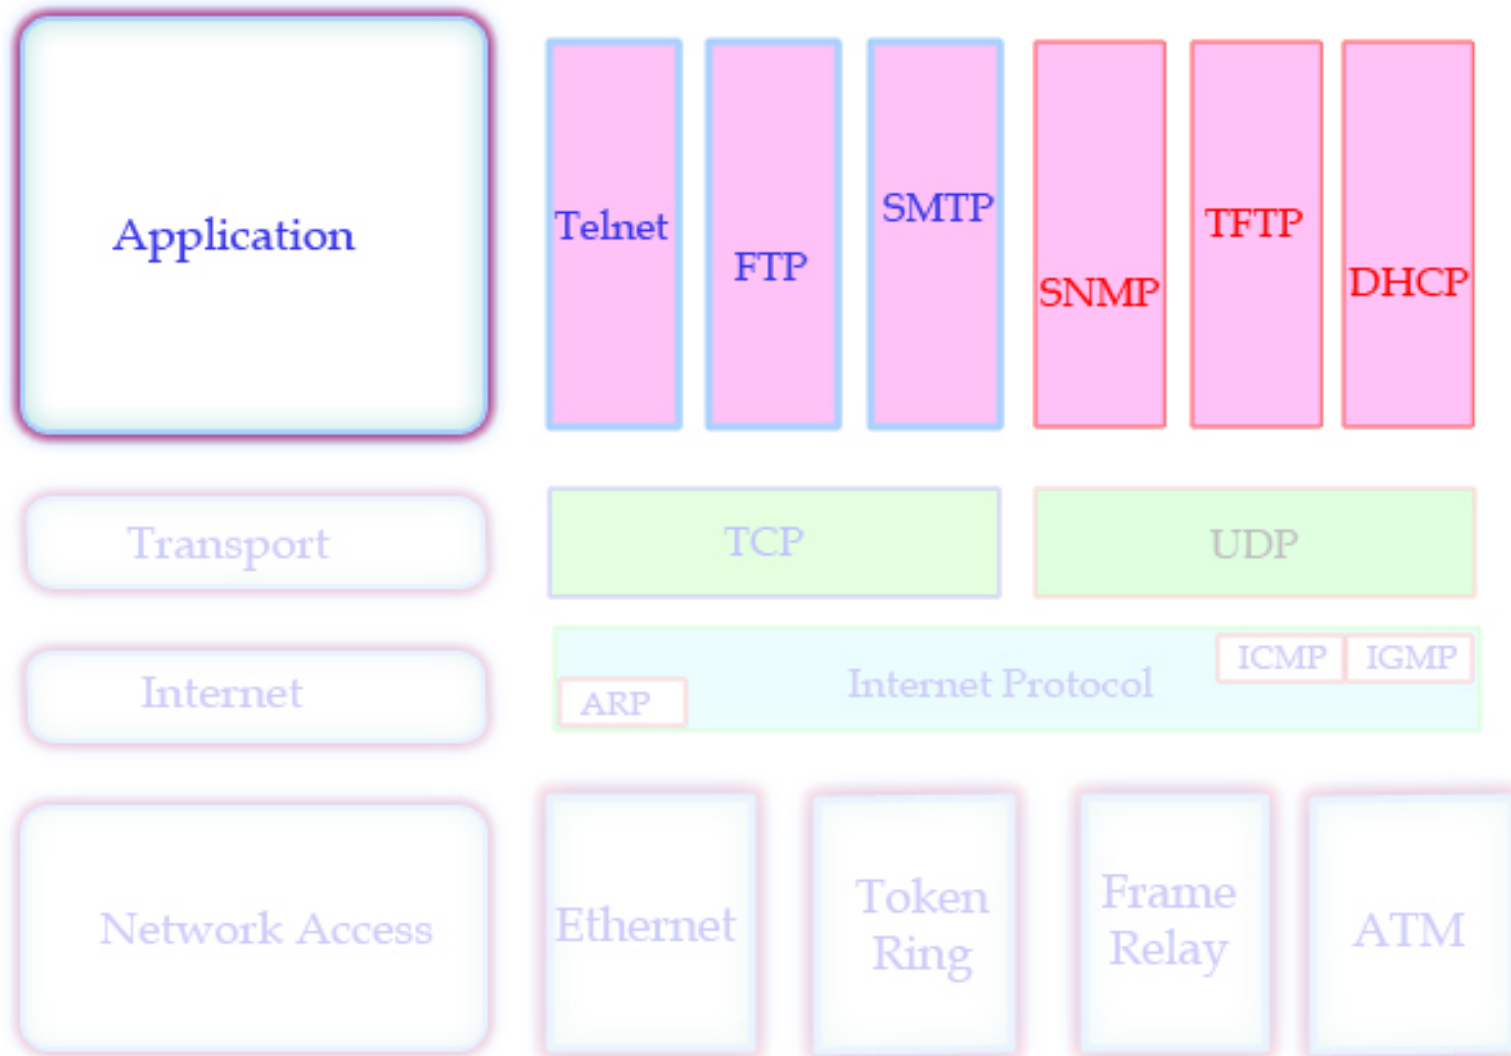 Application
Telnet
FTP
SMTP
SNMP
TFTP
DHCP
Transport
TCP
UDP
Internet
ARP
Internet Protocol
ICMP
IGMP
Network Access
Ethernet
Token
Ring
Frame
Relay
ATM